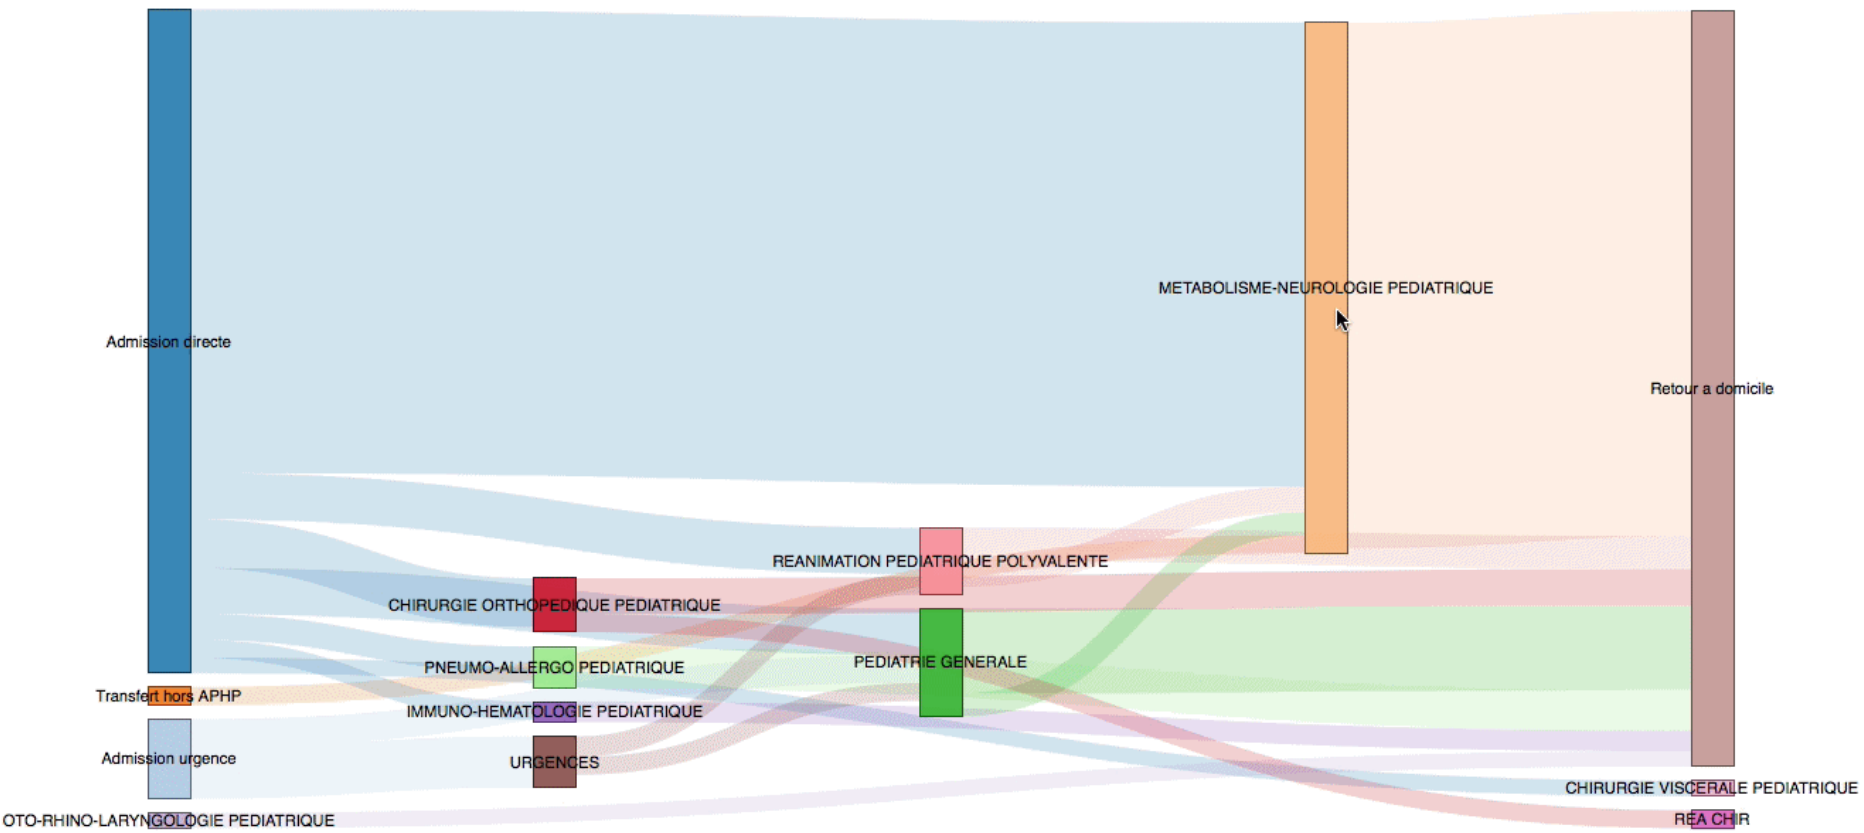 Admission directe
Transfert hors APHP
Admission urgence
OTO-RHINO-LARYNGOLOGIE PEDIATRIQUE
CHIRURGIE ORTHOPEDIQUE PEDIATRIQUE
PNEUMO-ALLERGO PEDIATRIQUE
IMMUNO-HEMATOLOGIE PEDIATRIQUE
URGENCES
REANIMATION PEDIATRIQUE POLYVALENTE
PEDIATRIE GENERALE
METABOLISME-NEUROLOGIE PEDIATRIQUE
Retour a domicile
CHIRURGIE VISCERALE PEDIATRIQUE
REA CHIR